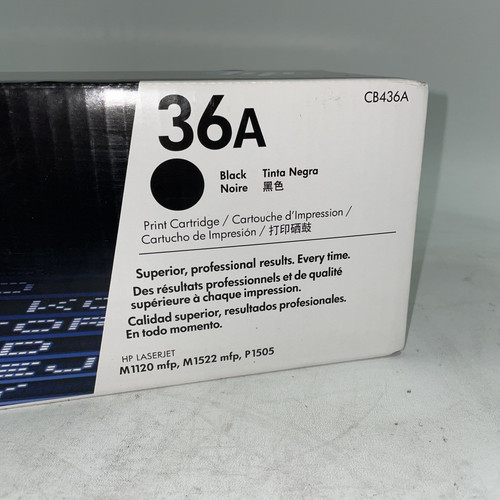 36A
CB436A
Black Tinta Negra
Noire 黑色
Print Cartridge / Cartouche d'Impression /
Cartucho de Impresión / 打印硒鼓
Superior, professional results. Every time.
Des résultats professionnels et de qualité
supérieure à chaque impression.
Calidad superior, resultados profesionales.
En todo momento.
HP LASERJET
M1120 mfp, M1522 mfp, P1505